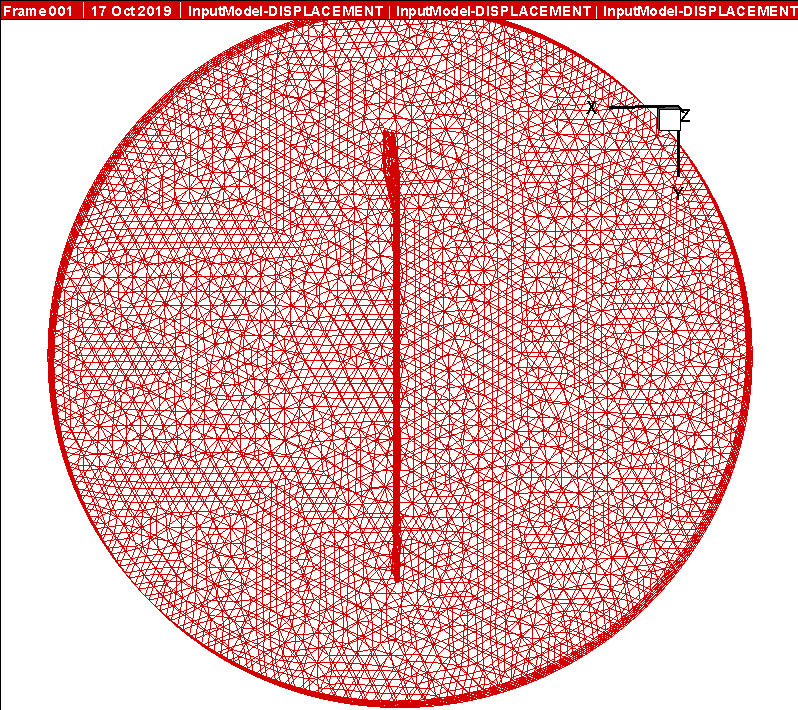 Frame 001 | 17 Oct 2019 | InputModel-DISPLACEMENT | InputModel-DISPLACEMENT | InputModel-DISPLACEMENT
X
Z
Y